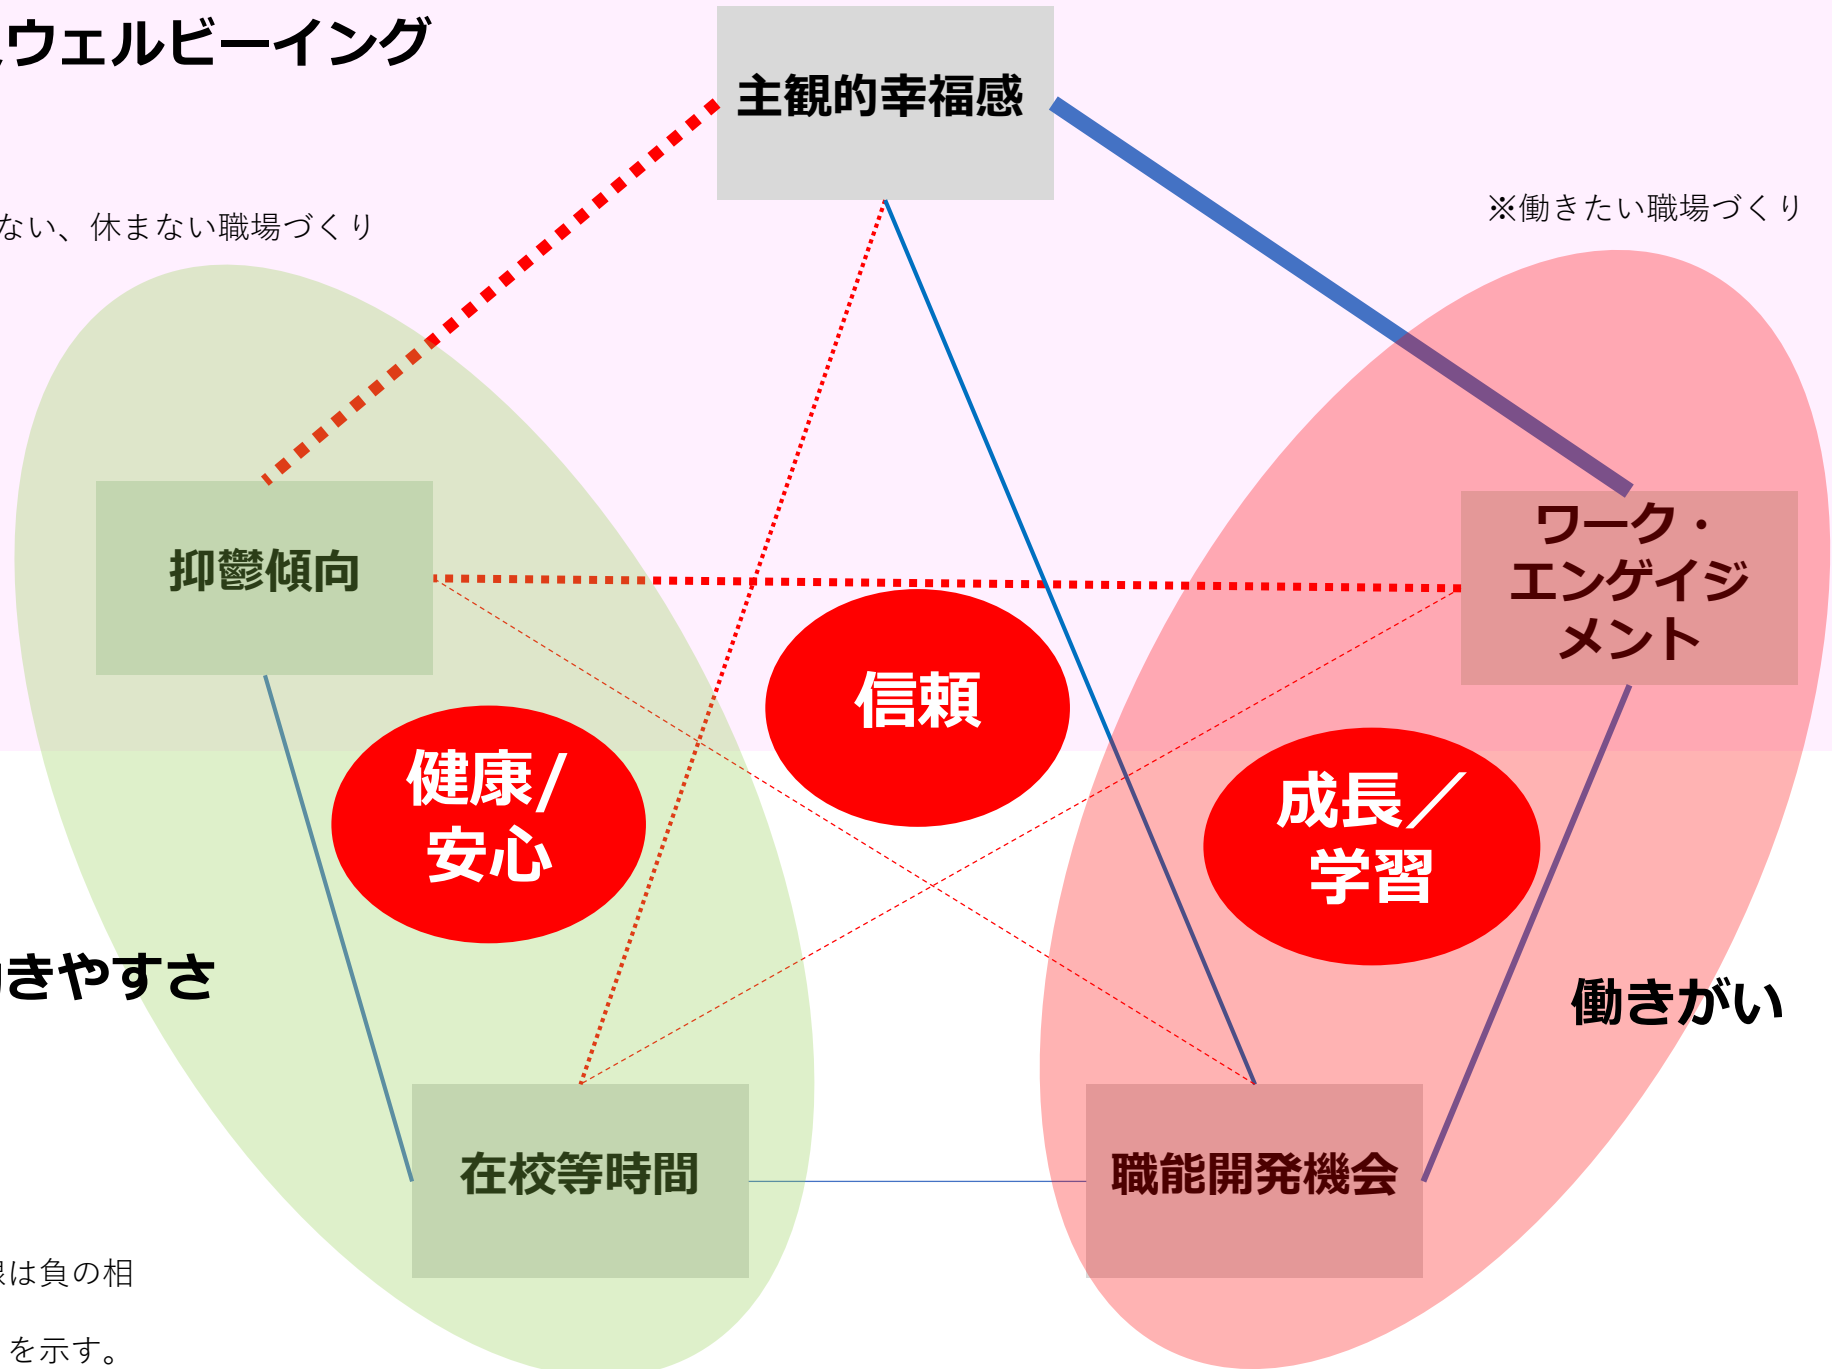 ウェルビーイング
主観的幸福感
ない、休まない職場づくり
※働きたい職場づくり
抑鬱傾向
ワーク・
エンゲイジ
メント
信頼
健康/
安心
成長／
学習
きやすさ
働きがい
在校等時間
職能開発機会
線は負の相
を示す。